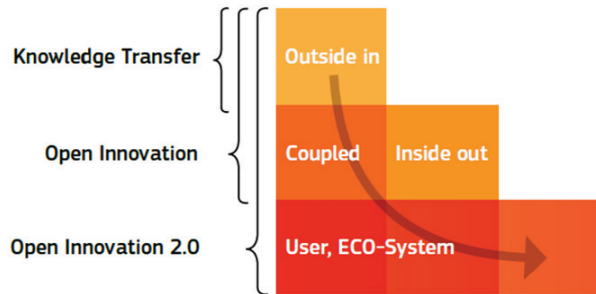 Knowledge Transfer
Outside in
Open Innovation
Coupled
Inside out
Open Innovation 2.0
User, ECO-System